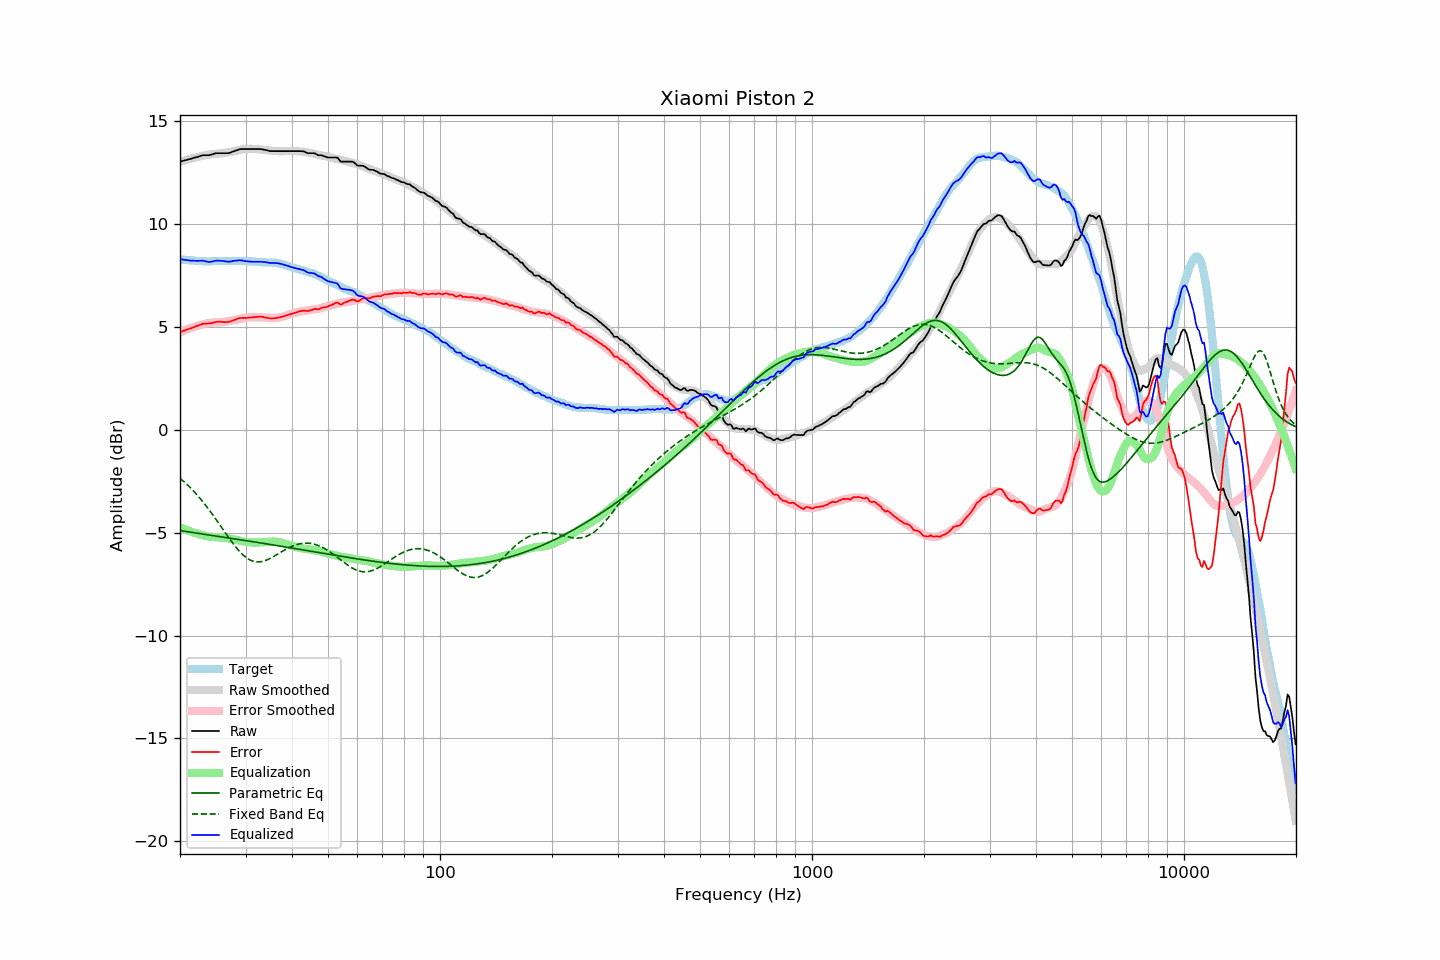 Xiaomi Piston 2
15
10
5
0
−5
−10
−15
−20
Amplitude (dBr)
Target
Raw Smoothed
Error Smoothed
Raw
Error
Equalization
Parametric Eq
Fixed Band Eq
Equalized
100
1000
10000
Frequency (Hz)